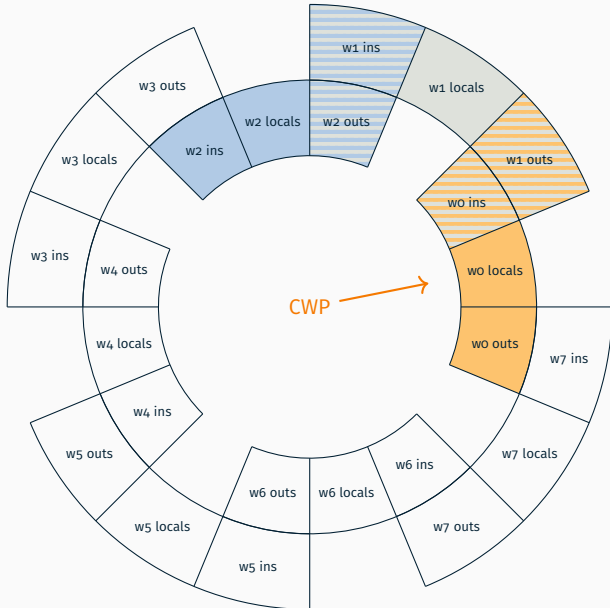 w1 ins
w1 locals
w1 outs
w0 ins
w0 locals
w0 outs
w7 ins
w7 locals
w7 outs
w6 ins
w6 locals
w6 outs
w5 ins
w5 locals
w5 outs
w4 ins
w4 locals
w4 outs
w3 ins
w3 locals
w3 outs
w2 ins
w2 locals
w2 outs
CWP